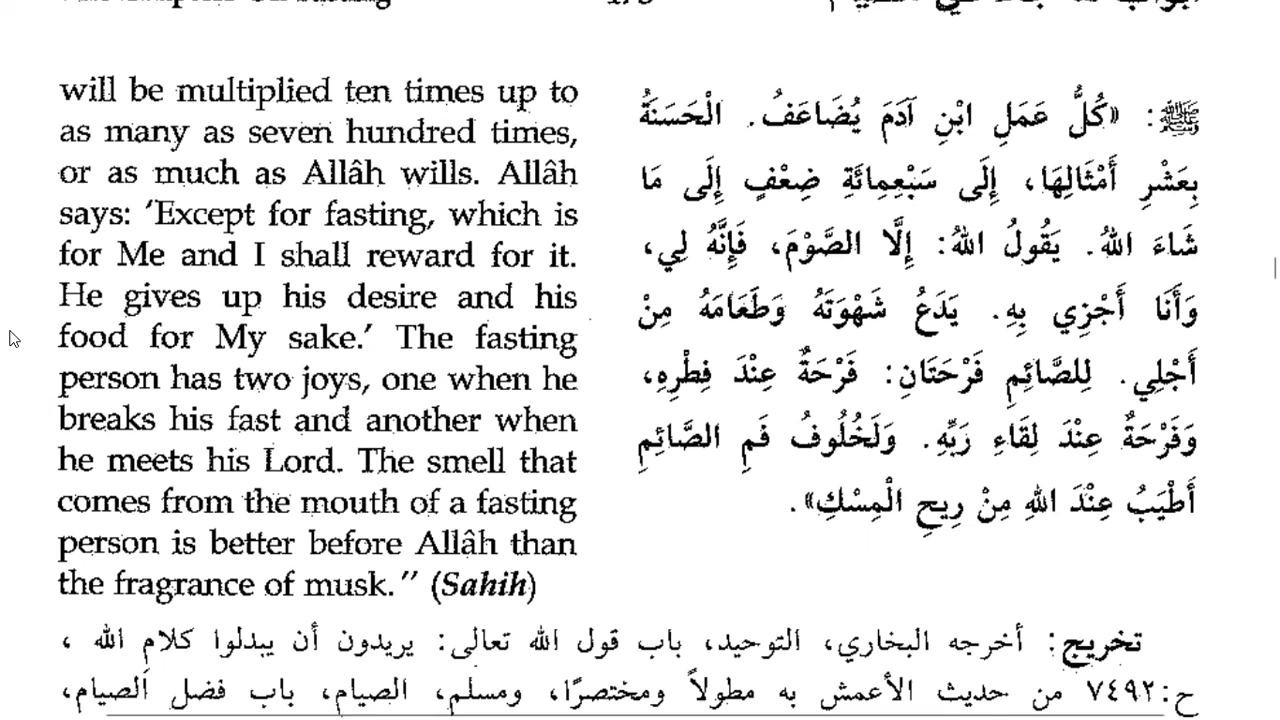 will be multiplied ten times up to
as many as seven hundred times,
or as much as Allâh wills. Allâh
says: 'Except for fasting, which is
for Me and I shall reward for it.
He gives up his desire and his
food for My sake.' The fasting
person has two joys, one when he
breaks his fast and another when
he meets his Lord. The smell that
comes from the mouth of a fasting
person is better before Allâh than
the fragrance of musk." (Sahih)
ﷺ: «كُلُّ عَمَلِ ابْنِ آدَمَ يُضَاعَفُ. الْحَسَنَةُ
بِعَشْرِ أَمْثَالِهَا، إِلَى سَبْعِمِائَةِ ضِعْفٍ إِلَى مَا
شَاءَ اللهُ. يَقُولُ اللهُ: إِلَّا الصَّوْمَ، فَإِنَّهُ لِي،
وَأَنَا أَجْزِي بِهِ. يَدَعُ شَهْوَتَهُ وَطَعَامَهُ مِنْ
أَجْلِي. لِلصَّائِمِ فَرْحَتَانِ: فَرْحَةٌ عِنْدَ فِطْرِهِ،
وَفَرْحَةٌ عِنْدَ لِقَاءِ رَبِّهِ. وَلَخُلُوفُ فَمِ الصَّائِمِ
أَطْيَبُ عِنْدَ اللهِ مِنْ رِيحِ الْمِسْكِ».
تخريج: أخرجه البخاري، التوحيد، باب قول الله تعالى: يريدون أن يبدلوا كلام الله ،
ح:٧٤٩٢ من حديث الأعمش به مطولاً ومختصرًا، ومسلم، الصيام، باب فضل الصيام،